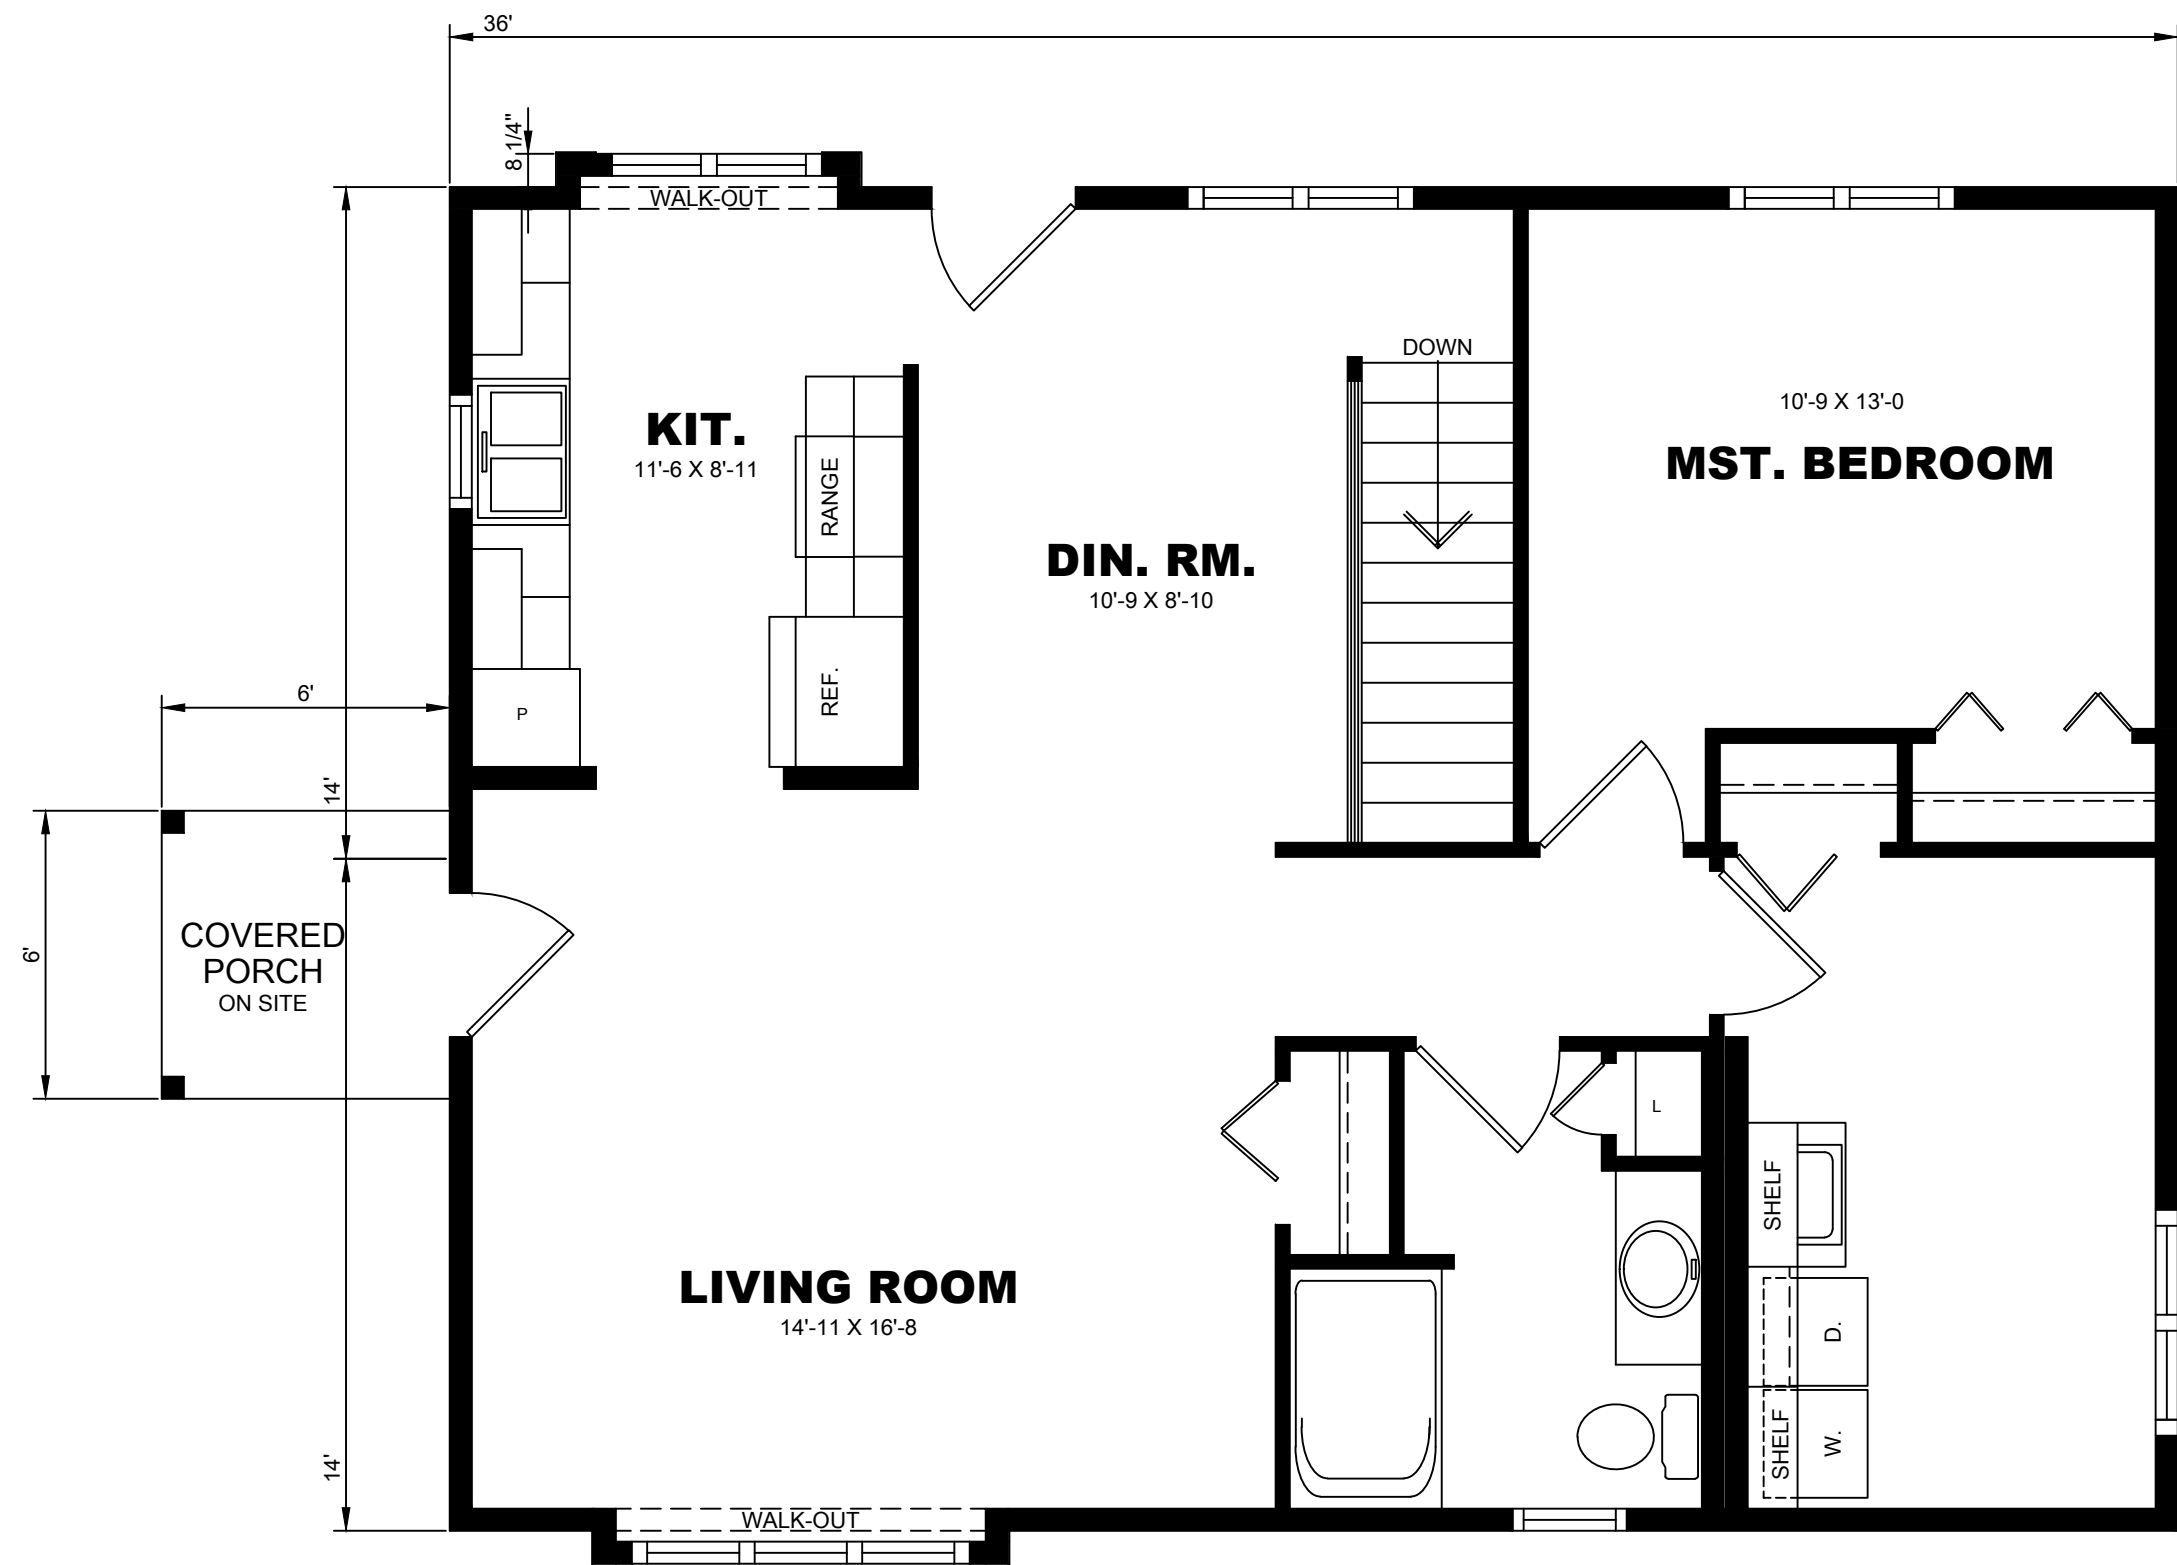 36'
8 1/4"
WALK-OUT
DOWN
10'-9 X 13'-0
MST. BEDROOM
KIT.
11'-6 X 8'-11
RANGE
DIN. RM.
10'-9 X 8'-10
REF.
P
6'
14'
COVERED
PORCH
ON SITE
6'
L
SHELF
LIVING ROOM
14'-11 X 16'-8
D.
W.
SHELF
14'
WALK-OUT